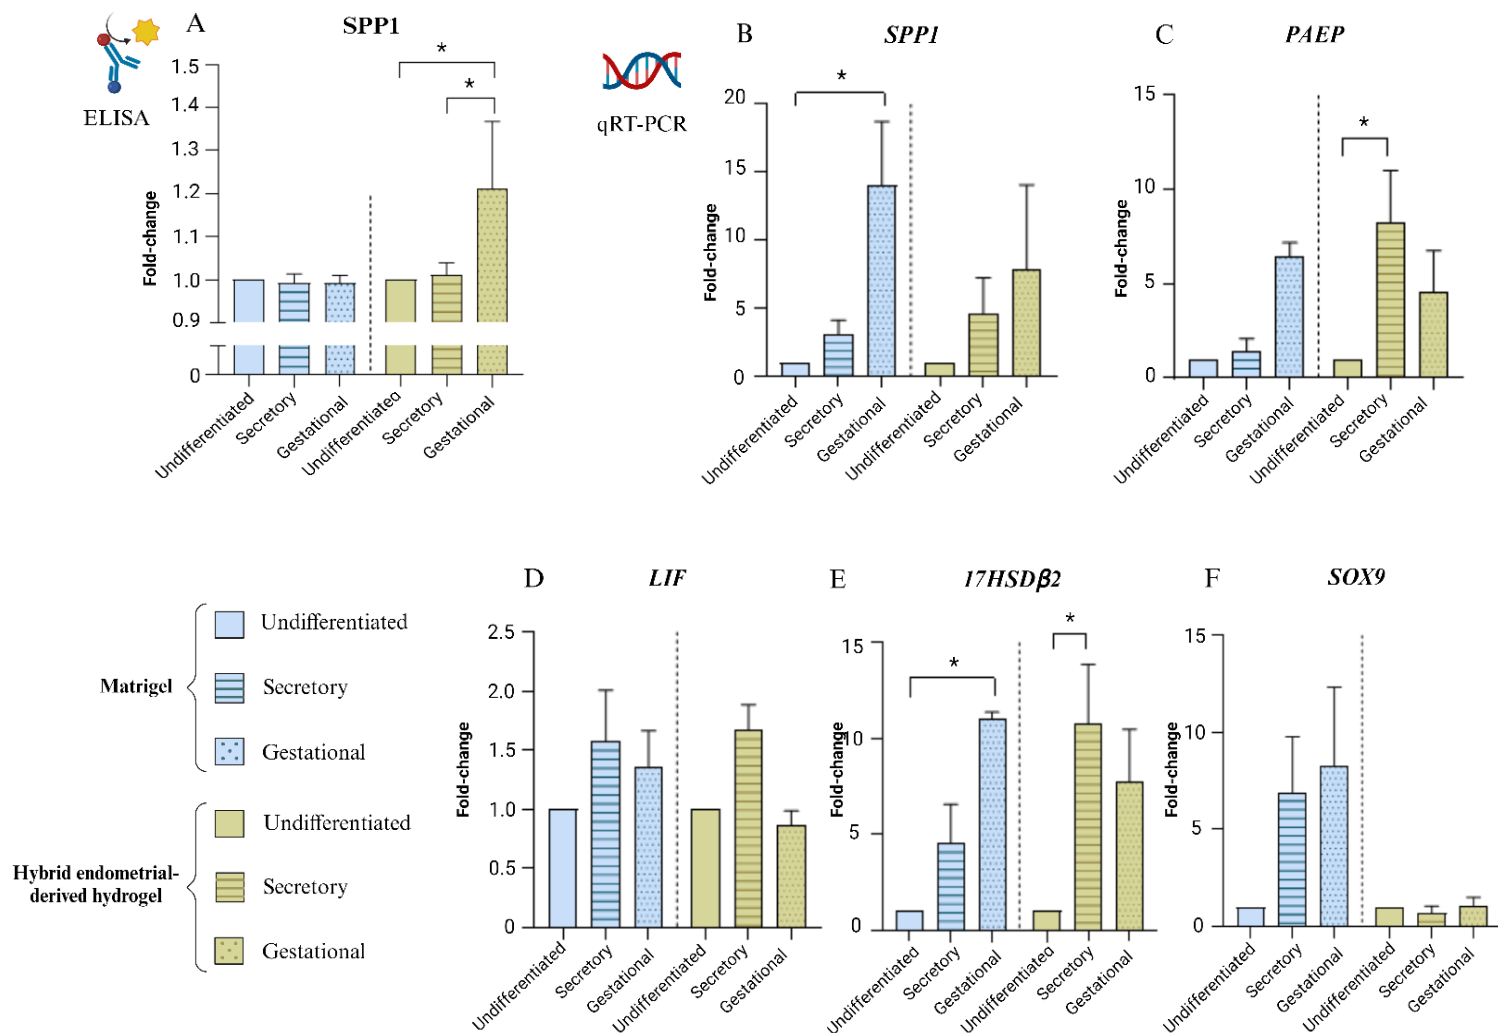 A
SPP1
ELISA
*
*
Fold-change
1.5
1.4
1.3
1.2
1.1
1.0
0.9
0
Undifferentiated
Secretory
Gestational
Undifferentiated
Secretory
Gestational
B
SPP1
qRT-PCR
*
Fold-change
20
15
10
5
0
Undifferentiated
Secretory
Gestational
Undifferentiated
Secretory
Gestational
C
PAEP
*
Fold-change
15
10
5
0
Undifferentiated
Secretory
Gestational
Undifferentiated
Secretory
Gestational
Matrigel
Undifferentiated
Secretory
Gestational
Hybrid endometrial-
derived hydrogel
Undifferentiated
Secretory
Gestational
D
LIF
Fold-change
2.5
2.0
1.5
1.0
0.5
0
Undifferentiated
Secretory
Gestational
Undifferentiated
Secretory
Gestational
E
17HSDβ2
*
*
Fold-change
15
10
5
0
Undifferentiated
Secretory
Gestational
Undifferentiated
Secretory
Gestational
F
SOX9
Fold-change
15
10
5
0
Undifferentiated
Secretory
Gestational
Undifferentiated
Secretory
Gestational